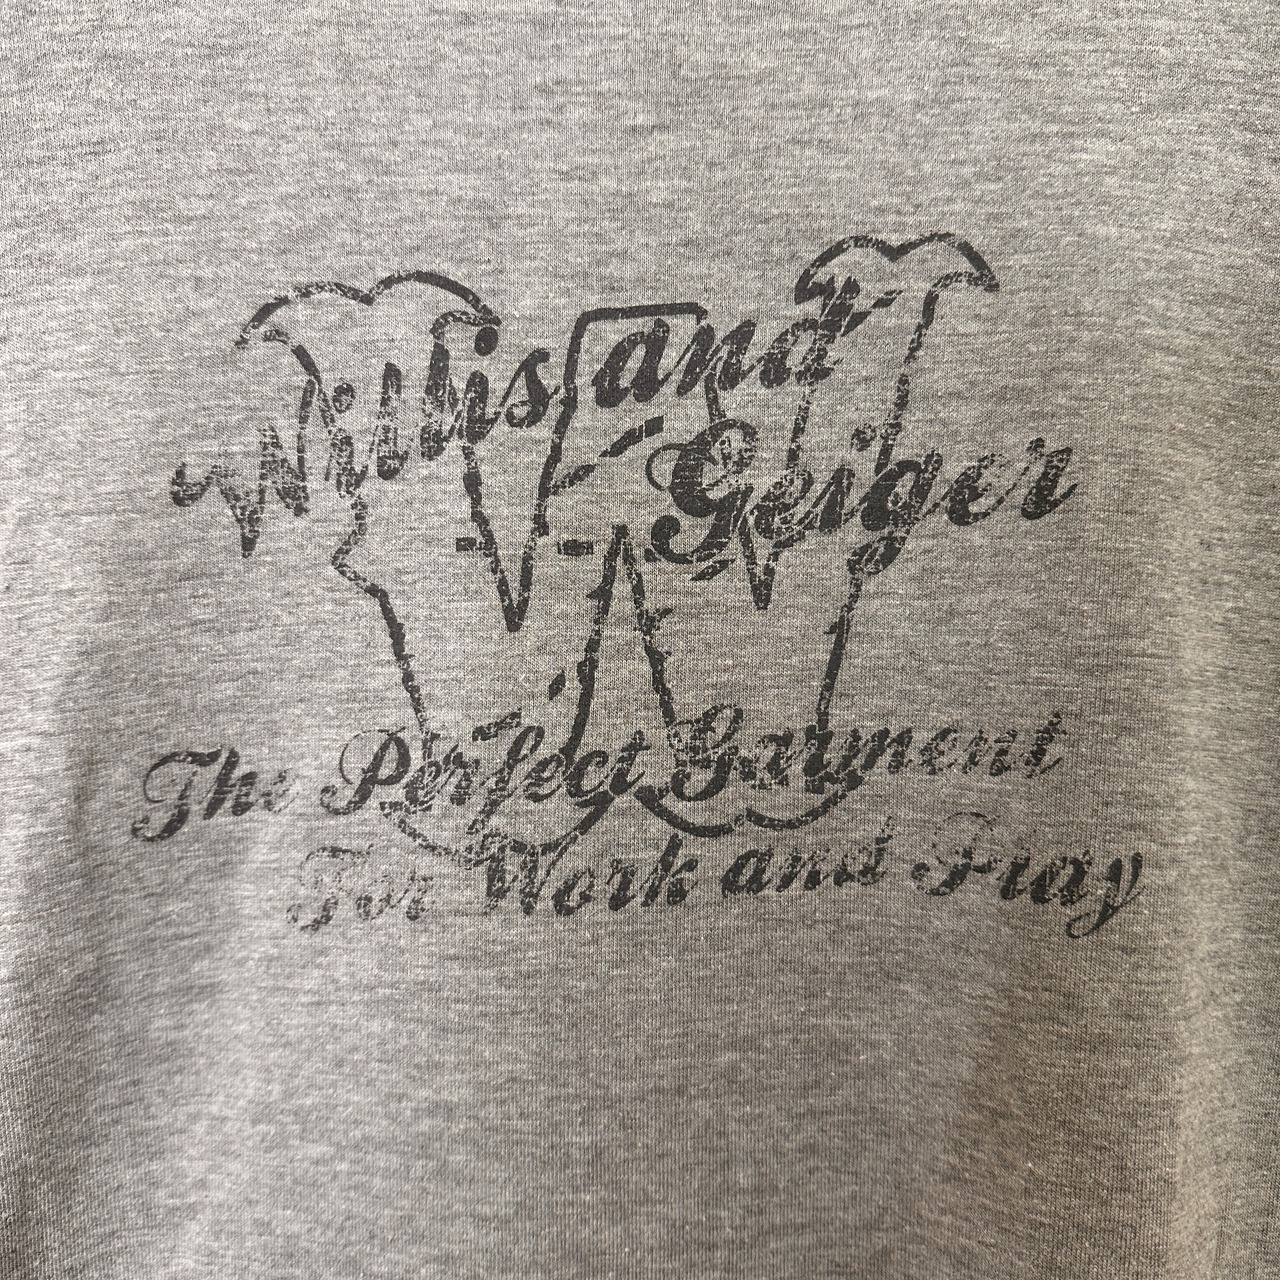 Willis and
Geiger
W
The Perfect Garment
For Work and Play